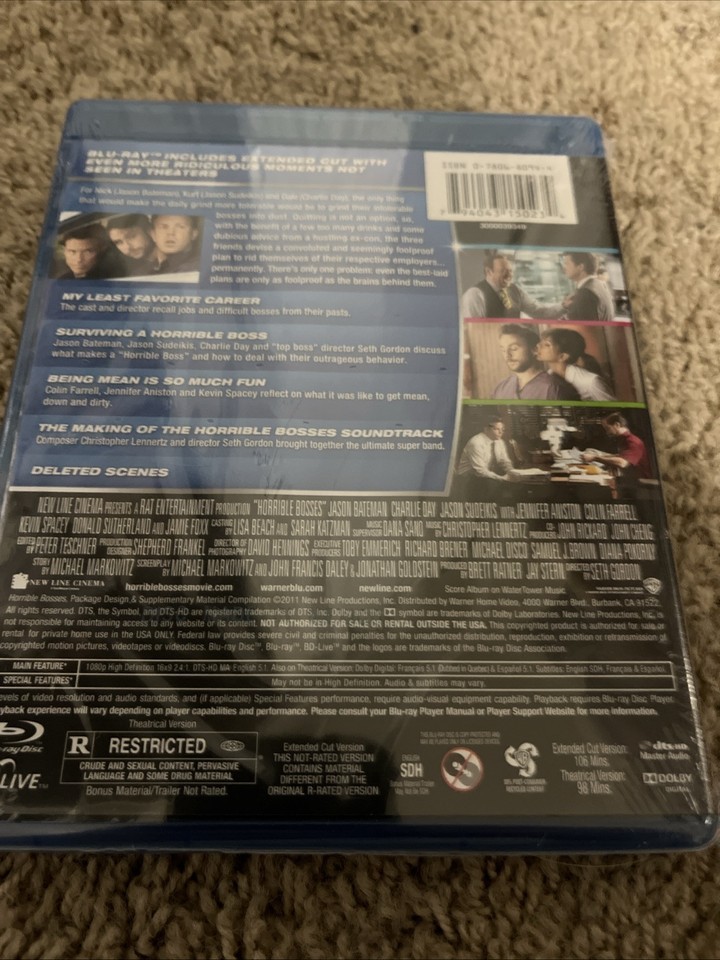 BLU-RAY™ INCLUDES EXTENDED CUT WITH
EVEN MORE RIDICULOUS MOMENTS NOT
SEEN IN THEATERS
ISBN 0-7806-
7 94043 15023 4
3000039349
For Nick (Jason Bateman), Kurt (Jason Sudeikis) and Dale (Charlie Day), the only thing
that would make the daily grind more tolerable would be to grind their intolerable
bosses into dust. Quitting is not an option, so,
with the benefit of a few too many drinks and some
dubious advice from a hustling ex-con, the three
friends devise a convoluted and seemingly foolproof
plan to rid themselves of their respective employers...
permanently. There's only one problem: even the best-laid
plans are only as foolproof as the brains behind them.
MY LEAST FAVORITE CAREER
The cast and director recall jobs and difficult bosses from their pasts.
SURVIVING A HORRIBLE BOSS
Jason Bateman, Jason Sudeikis, Charlie Day and "top boss" director Seth Gordon discuss
what makes a "Horrible Boss" and how to deal with their outragenus behavior.
BEING MEAN IS SO MUCH FUN
Colin Farrell, Jennifer Aniston and Kevin Spacey reflect on what it was like to get mean,
down and dirty.
THE MAKING OF THE HORRIBLE BOSSES SOUNDTRACK
Composer Christopher Lennertz and director Seth Gordon brought together the ultimate super band.
DELETED SCENES
NEW LINE CINEMA PRESENTS A RAT ENTERTAINMENT PRODUCTION "HORRIBLE BOSSES" JASON BATEMAN CHARLIE DAY JASON SUDEIKIS WITH JENNIFER ANISTON COLIN FARRELL
KEVIN SPACEY DONALD SUTHERLAND AND JAMIE FOXX CASTING BY LISA BEACH AND SARAH KATZMAN MUSIC SUPERVISOR DANA SANO MUSIC BY CHRISTOPHER LENNERTZ CO-PRODUCERS JOHN RICKARD JOHN CHENG
EDITED BY PETER TESCHNER PRODUCTION DESIGNER SHEPHERD FRANKEL DIRECTOR OF PHOTOGRAPHY DAVID HENNINGS EXECUTIVE PRODUCERS TOBY EMMERICH RICHARD BRENER MICHAEL DISCO SAMUEL J. BROWN DIANA POKORNY
STORY BY MICHAEL MARKOWITZ SCREENPLAY BY MICHAEL MARKOWITZ AND JOHN FRANCIS DALEY & JONATHAN GOLDSTEIN PRODUCED BY BRETT RATNER JAY STERN DIRECTED BY SETH GORDON
NEW LINE CINEMA horriblebossesmovie.com warnerblu.com newline.com Score Album on WaterTower Music
Horrible Bosses, Package Design & Supplementary Material Compilation ©2011 New Line Productions, Inc. Distributed by Warner Home Video, 4000 Warner Blvd., Burbank, CA 91522.
All rights reserved. DTS, the Symbol, and DTS-HD are registered trademarks of DTS, Inc. Dolby and the DD symbol are trademarks of Dolby Laboratories. New Line Productions, Inc. is
not responsible for maintaining access to any website or its content. NOT AUTHORIZED FOR SALE OR RENTAL OUTSIDE THE USA. This copyrighted product is authorized for sale or
rental for private home use in the USA ONLY. Federal law provides severe civil and criminal penalties for the unauthorized distribution, reproduction, exhibition or retransmission of
copyrighted motion pictures, videotapes or videodiscs. Blu-ray Disc™, Blu-ray™, BD-Live™ and the logos are trademarks of the Blu-ray Disc Association.
MAIN FEATURE* 1080p High Definition 16x9 2.4:1. DTS-HD MA: English 5.1. Also on Theatrical Version: Dolby Digital: Français 5.1 (Dubbed in Quebec) & Español 5.1. Subtitles: English SDH, Français & Español.
SPECIAL FEATURES* May not be in High Definition. Audio & subtitles may vary.
levels of video resolution and audio standards, and (if applicable) Special Features performance, require audio-visual equipment capability. Playback requires Blu-ray Disc Player.
Playback experience will vary depending on player capabilities and performance. Please consult your Blu-ray Player Manual or Player Support Website for more information.
Theatrical Version
R RESTRICTED
CRUDE AND SEXUAL CONTENT, PERVASIVE
LANGUAGE AND SOME DRUG MATERIAL
Bonus Material/Trailer Not Rated.
LIVE™
Extended Cut Version
THIS NOT-RATED VERSION
CONTAINS MATERIAL
DIFFERENT FROM THE
ORIGINAL R-RATED VERSION
ENGLISH
SDH
Extended Cut Version:
106 Mins.
Theatrical Version:
98 Mins.
dts-HD
Master Audio
DOLBY
DIGITAL